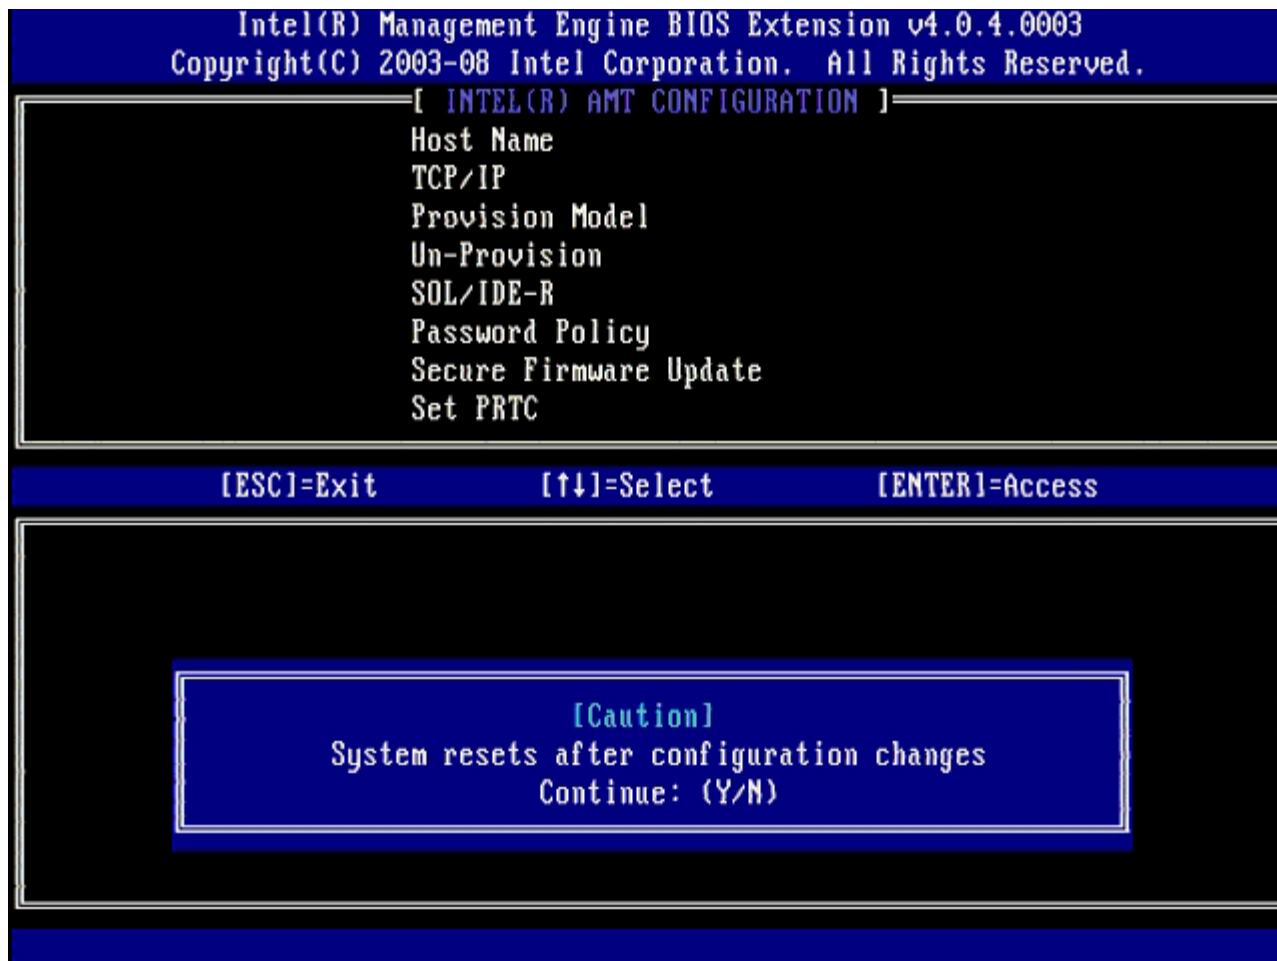 Intel(R) Management Engine BIOS Extension v4.0.4.0003
Copyright(C) 2003-08 Intel Corporation. All Rights Reserved.
[ INTEL(R) AMT CONFIGURATION ]
Host Name
TCP/IP
Provision Model
Un-Provision
SOL/IDE-R
Password Policy
Secure Firmware Update
Set PRTC
[ESC]=Exit [↑↓]=Select [ENTER]=Access
[Caution]
System resets after configuration changes
Continue: (Y/N)